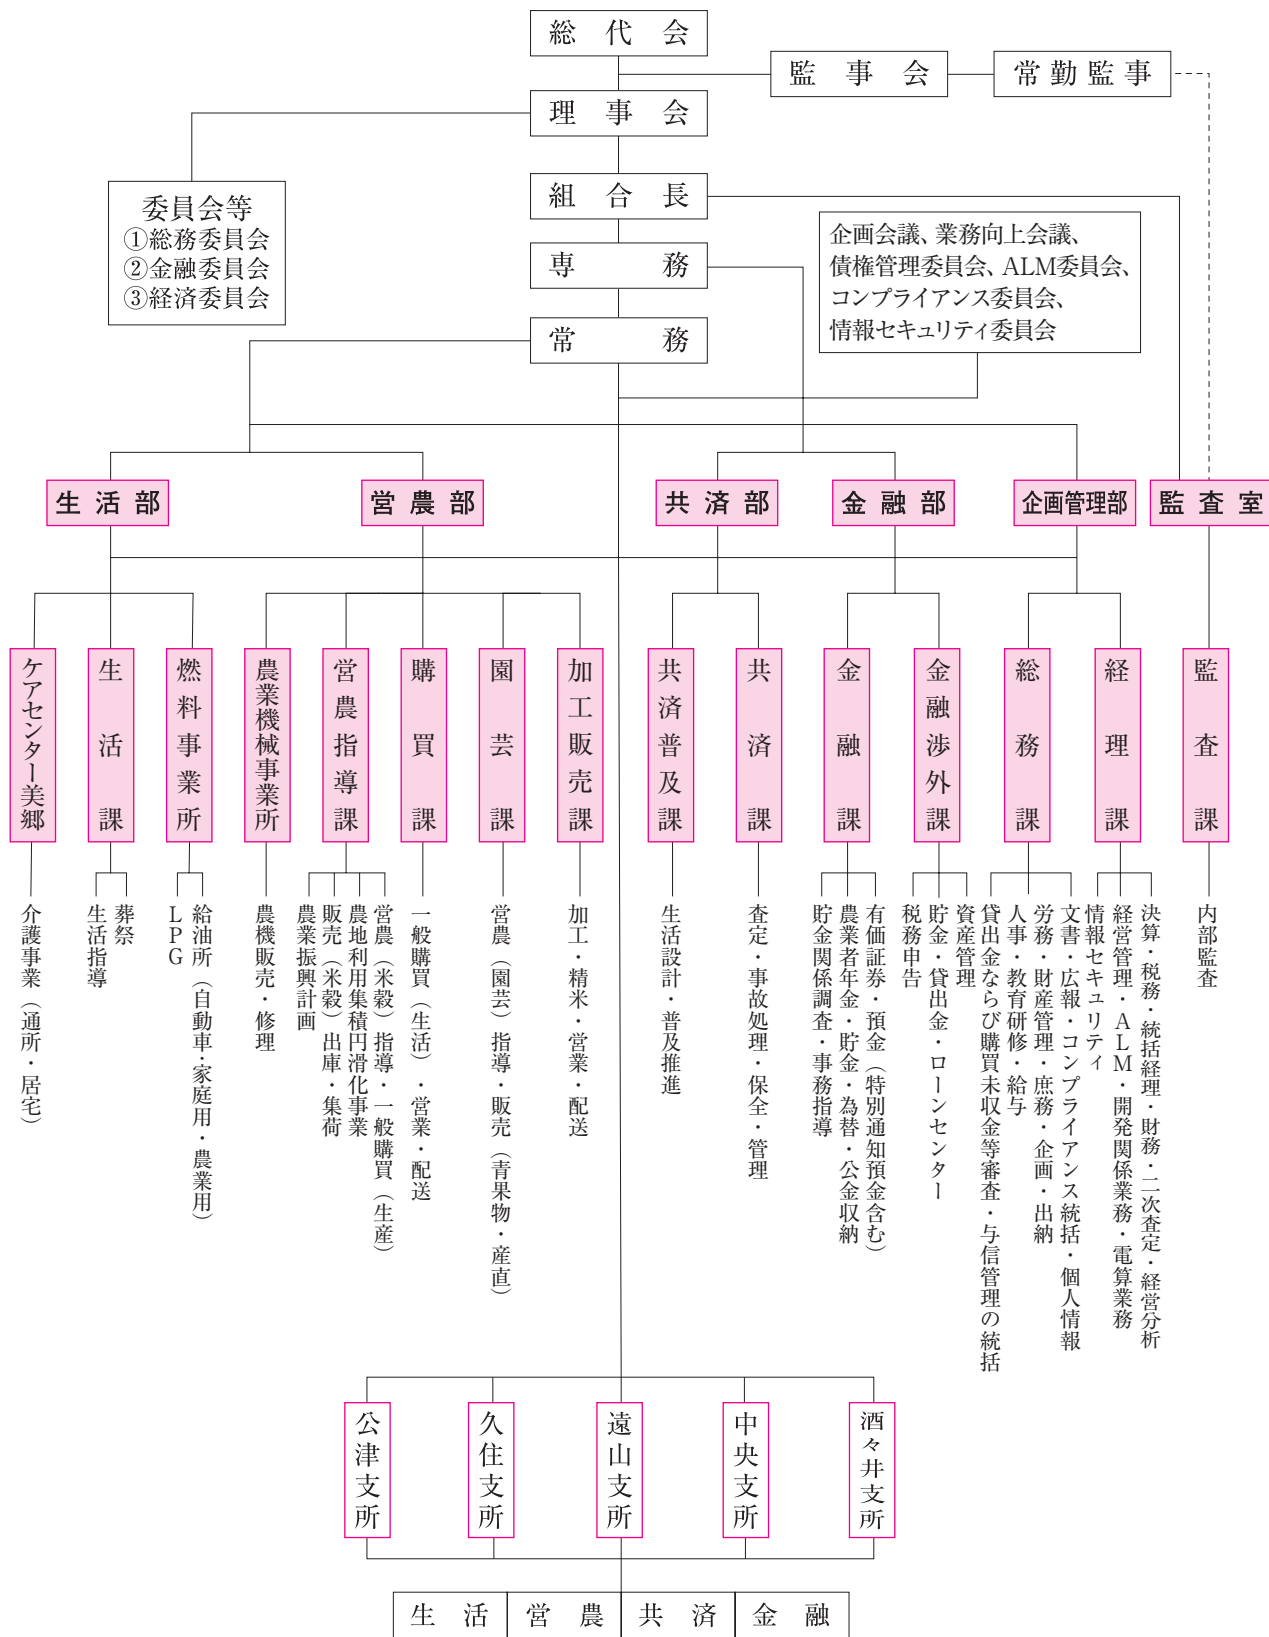 総代会
監事会
常勤監事
理事会
組合長
委員会等
①総務委員会
②金融委員会
③経済委員会
専務
常務
企画会議、業務向上会議、
債権管理委員会、ALM委員会、
コンプライアンス委員会、
情報セキュリティ委員会
生活部
営農部
共済部
金融部
企画管理部
監査室
ケアセンター美郷
生活課
燃料事業所
農業機械事業所
営農指導課
購買課
園芸課
加工販売課
共済普及課
共済課
金融課
金融渉外課
総務課
経理課
監査課
介護事業（通所・居宅）
生活指導
葬祭
LPG
給油所（自動車・家庭用・農業用）
農機販売・修理
農業振興計画
販売（米穀）出庫・集荷
農地利用集積円滑化事業
営農（米穀）指導・一般購買（生産）
一般購買（生活）・営業・配送
営農（園芸）指導・販売（青果物・産直）
加工・精米・営業・配送
生活設計・普及推進
査定・事故処理・保全・管理
貯金関係調査・事務指導
農業者年金・貯金・為替・公金収納
有価証券・預金（特別通知預金含む）
税務申告
貯金・貸出金・ローンセンター
資産管理
貸出金ならび購買未収金等審査・与信管理の統括
人事・教育研修・給与
労務・財産管理・庶務・企画・出納
文書・広報・コンプライアンス統括・個人情報
情報セキュリティ
経営管理・ALM・開発関係業務・電算業務
決算・税務・統括経理・財務・二次査定・経営分析
内部監査
公津支所
久住支所
遠山支所
中央支所
酒々井支所
生活
営農
共済
金融